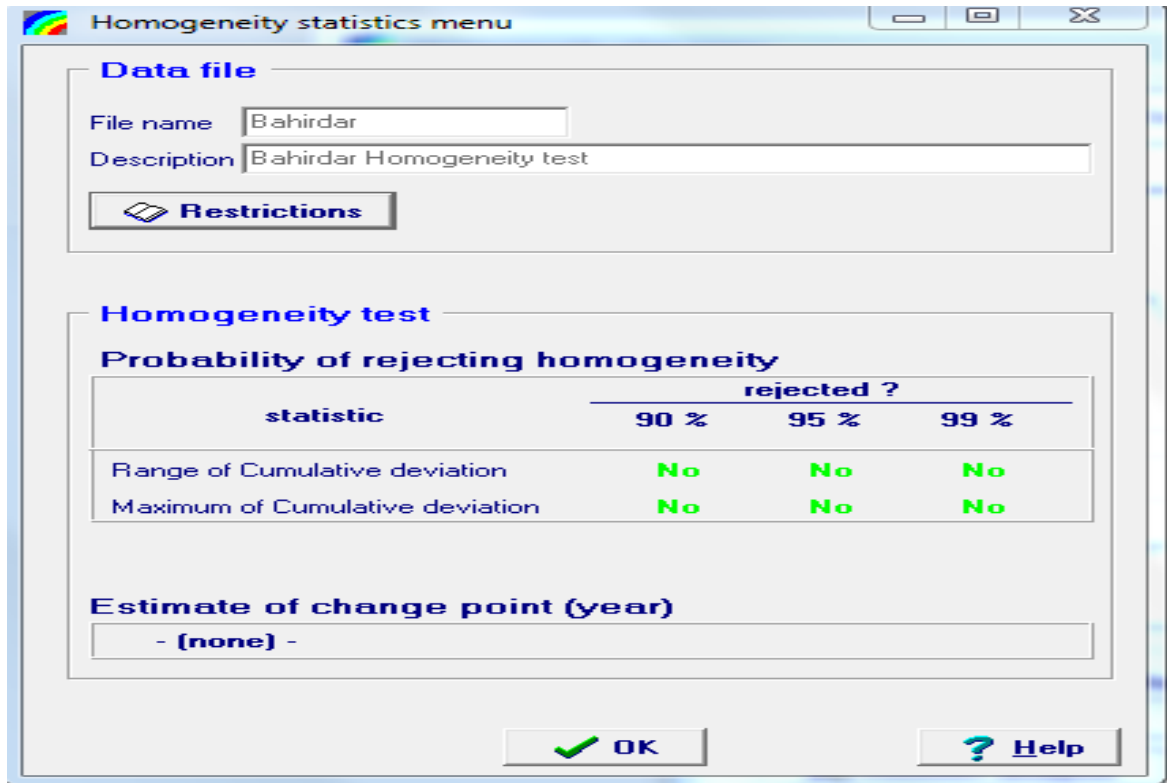 Homogeneity statistics menu
Data file
File name Bahirdar
Description Bahirdar Homogeneity test
Restrictions
Homogeneity test
Probability of rejecting homogeneity
rejected ?
statistic 90 % 95 % 99 %
Range of Cumulative deviation No No No
Maximum of Cumulative deviation No No No
Estimate of change point (year)
- (none) -
OK ? Help